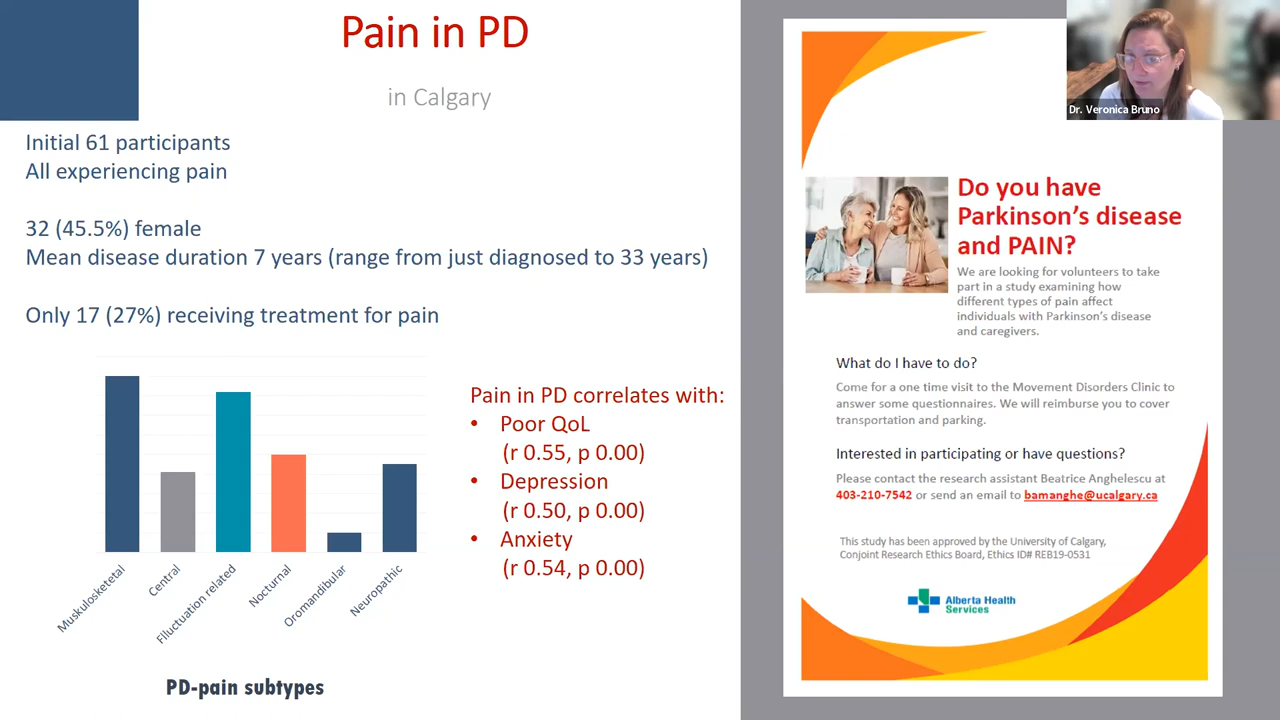 Pain in PD
in Calgary
Initial 61 participants
All experiencing pain
32 (45.5%) female
Mean disease duration 7 years (range from just diagnosed to 33 years)
Only 17 (27%) receiving treatment for pain
Muskulosketetal
Central
Filuctuation related
Nocturnal
Oromandibular
Neuropathic
PD-pain subtypes
Pain in PD correlates with:
• Poor QoL
(r 0.55, p 0.00)
• Depression
(r 0.50, p 0.00)
• Anxiety
(r 0.54, p 0.00)
Dr. Veronica Bruno
Do you have
Parkinson's disease
and PAIN?
We are looking for volunteers to take
part in a study examining how
different types of pain affect
individuals with Parkinson's disease
and caregivers.
What do I have to do?
Come for a one time visit to the Movement Disorders Clinic to
answer some questionnaires. We will reimburse you to cover
transportation and parking.
Interested in participating or have questions?
Please contact the research assistant Beatrice Anghelescu at
403-210-7542 or send an email to bamanghe@ucalgary.ca
This study has been approved by the University of Calgary,
Conjoint Research Ethics Board, Ethics ID# REB19-0531
Alberta Health
Services